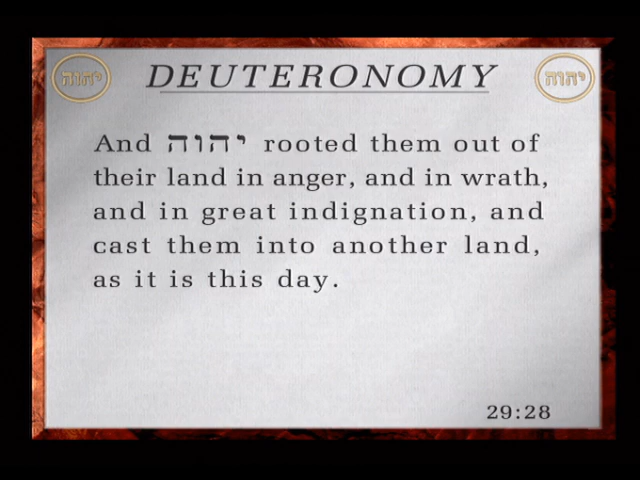 יהוה DEUTERONOMY יהוה
And יהוה rooted them out of
their land in anger, and in wrath,
and in great indignation, and
cast them into another land,
as it is this day.
29:28